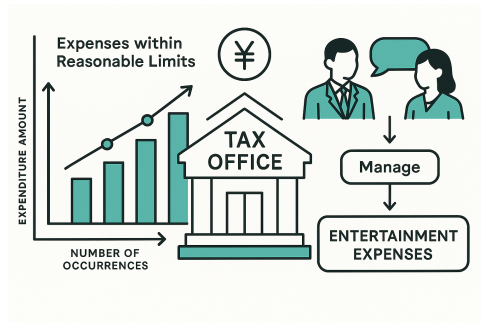 Expenses within
Reasonable Limits
¥
EXPENDITURE AMOUNT
NUMBER OF
OCCURRENCES
TAX
OFFICE
Manage
ENTERTAINMENT
EXPENSES